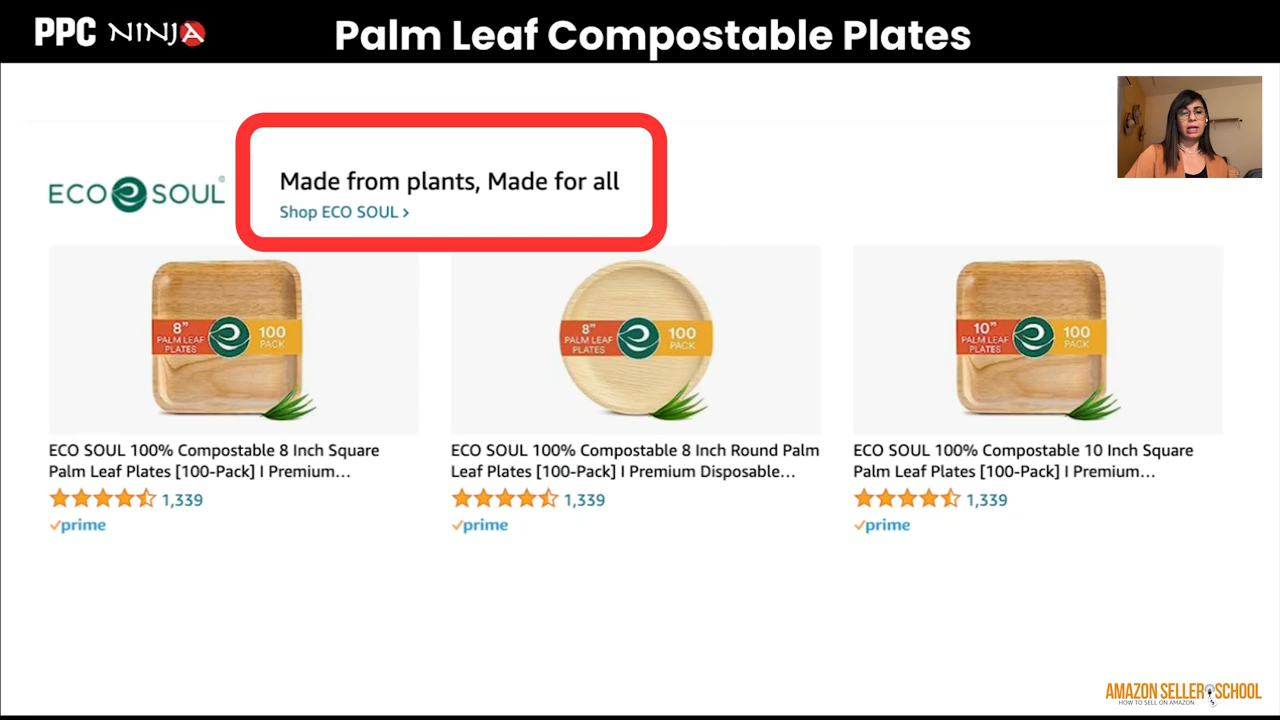 PPC NINJA
Palm Leaf Compostable Plates
ECO SOUL®
Made from plants, Made for all
Shop ECO SOUL ›
8”
PALM LEAF
PLATES
100
PACK
8”
PALM LEAF
PLATES
100
PACK
10”
PALM LEAF
PLATES
100
PACK
ECO SOUL 100% Compostable 8 Inch Square
Palm Leaf Plates [100-Pack] I Premium…
1,339
prime
ECO SOUL 100% Compostable 8 Inch Round Palm
Leaf Plates [100-Pack] I Premium Disposable…
1,339
prime
ECO SOUL 100% Compostable 10 Inch Square
Palm Leaf Plates [100-Pack] I Premium…
1,339
prime
AMAZON SELLER SCHOOL
HOW TO SELL ON AMAZON